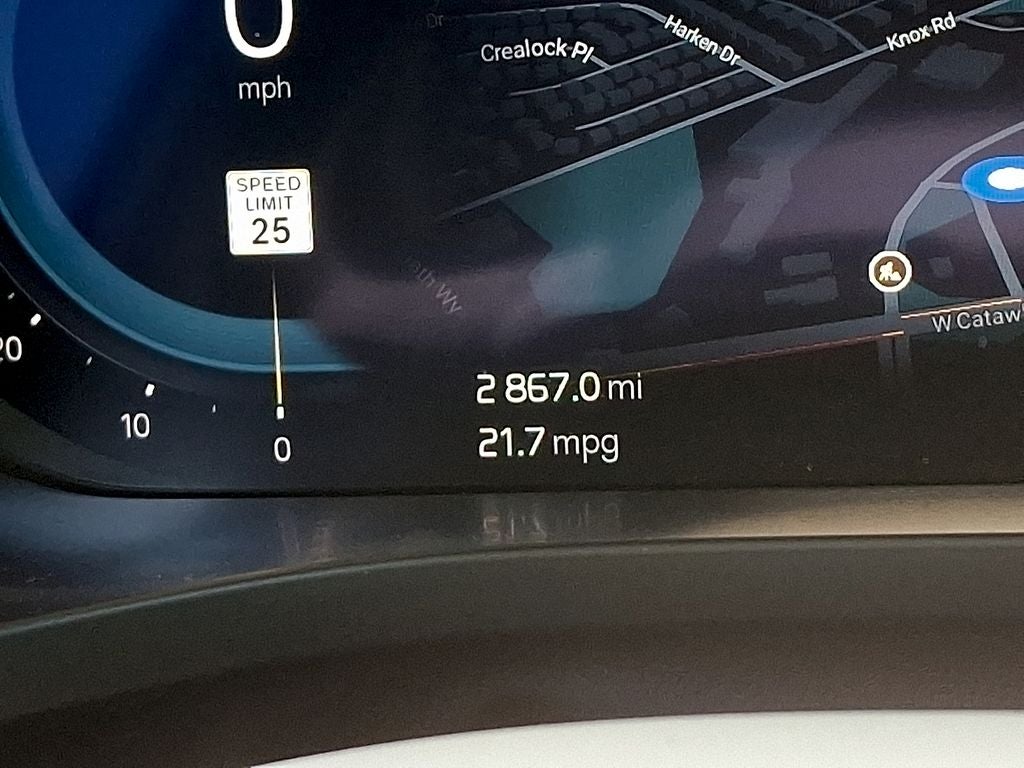 0
mph
SPEED
LIMIT
25
20
10
0
Dr
Crealock Pl
Harken Dr
Knox Rd
W Cataw
2 867.0 mi
21.7 mpg